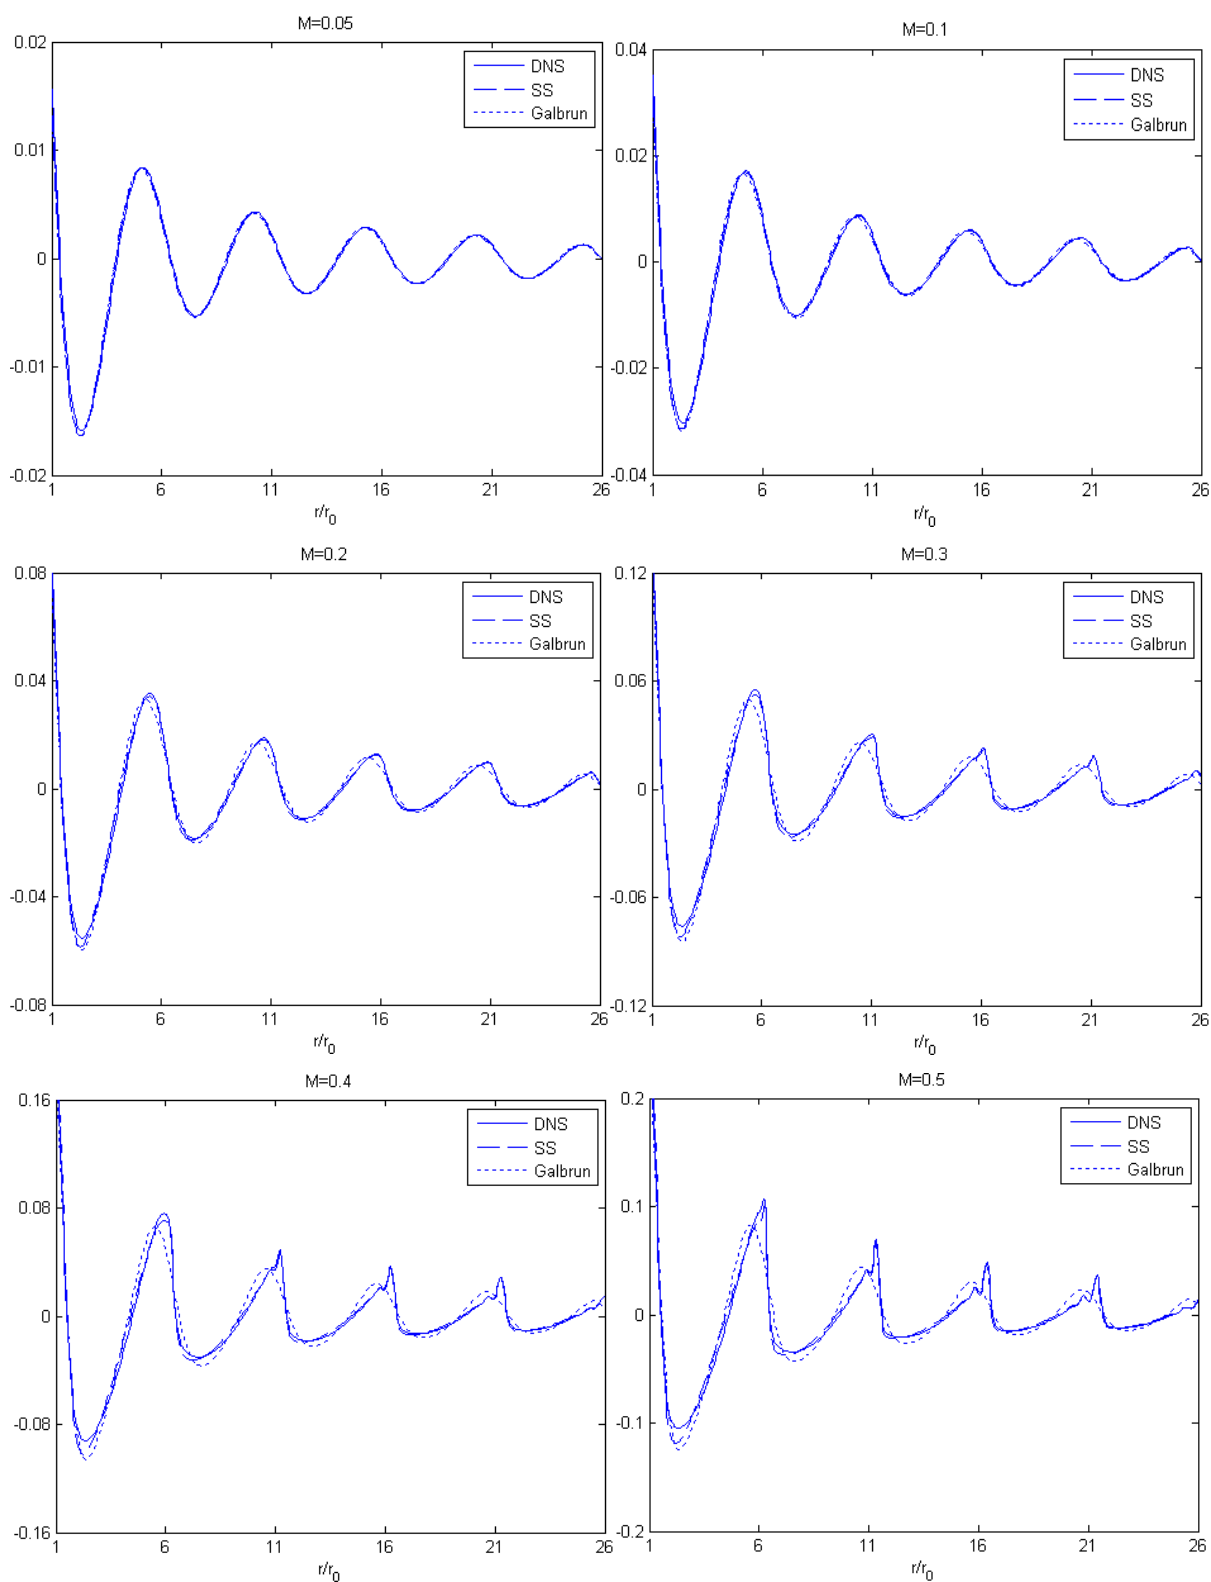 M=0.05
0.02
0.01
0
-0.01
-0.02
DNS
SS
Galbrun
1 6 11 16 21 26
r/r0
M=0.1
0.04
0.02
0
-0.02
-0.04
DNS
SS
Galbrun
1 6 11 16 21 26
r/r0
M=0.2
0.08
0.04
0
-0.04
-0.08
DNS
SS
Galbrun
1 6 11 16 21 26
r/r0
M=0.3
0.12
0.06
0
-0.06
-0.12
DNS
SS
Galbrun
1 6 11 16 21 26
r/r0
M=0.4
0.16
0.08
0
-0.08
-0.16
DNS
SS
Galbrun
1 6 11 16 21 26
r/r0
M=0.5
0.2
0.1
0
-0.1
-0.2
DNS
SS
Galbrun
1 6 11 16 21 26
r/r0